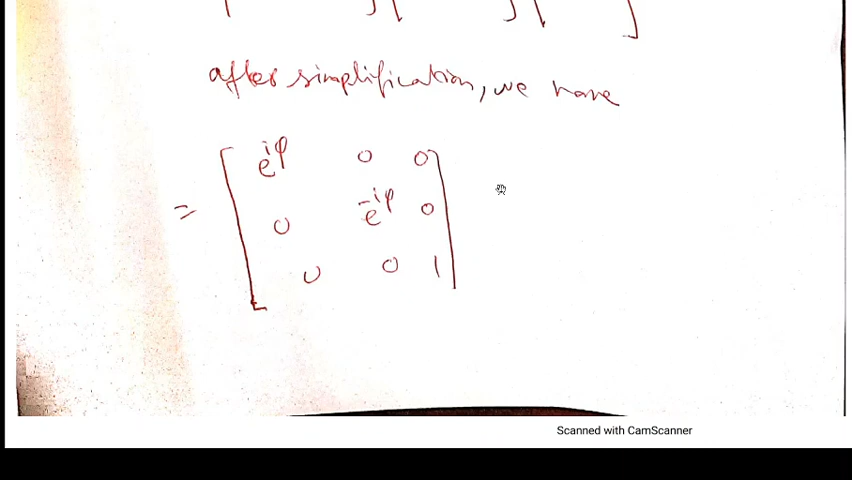 after simplification, we have
= [ e^{iφ} 0 0
0 e^{-iφ} 0
0 0 1 ]
Scanned with CamScanner